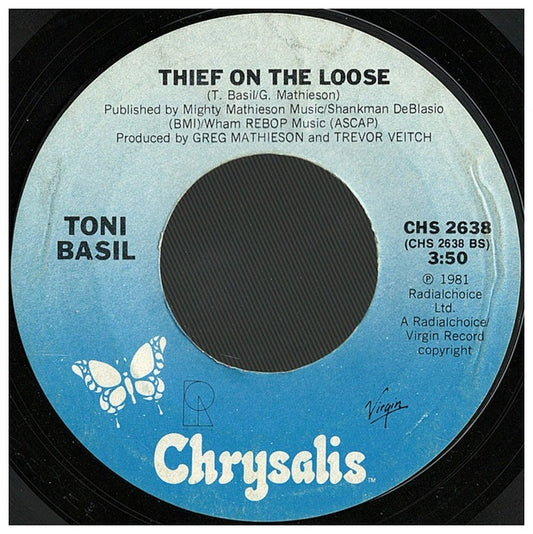 THIEF ON THE LOOSE
(T. Basil/G. Mathieson)
Published by Mighty Mathieson Music/Shankman DeBlasio
(BMI)/Wham REBOP Music (ASCAP)
Produced by GREG MATHIESON and TREVOR VEITCH
TONI
BASIL
CHS 2638
(CHS 2638 BS)
3:50
℗ 1981
Radialchoice
Ltd.
A Radialchoice/
Virgin Record
copyright
Virgin
Chrysalis™